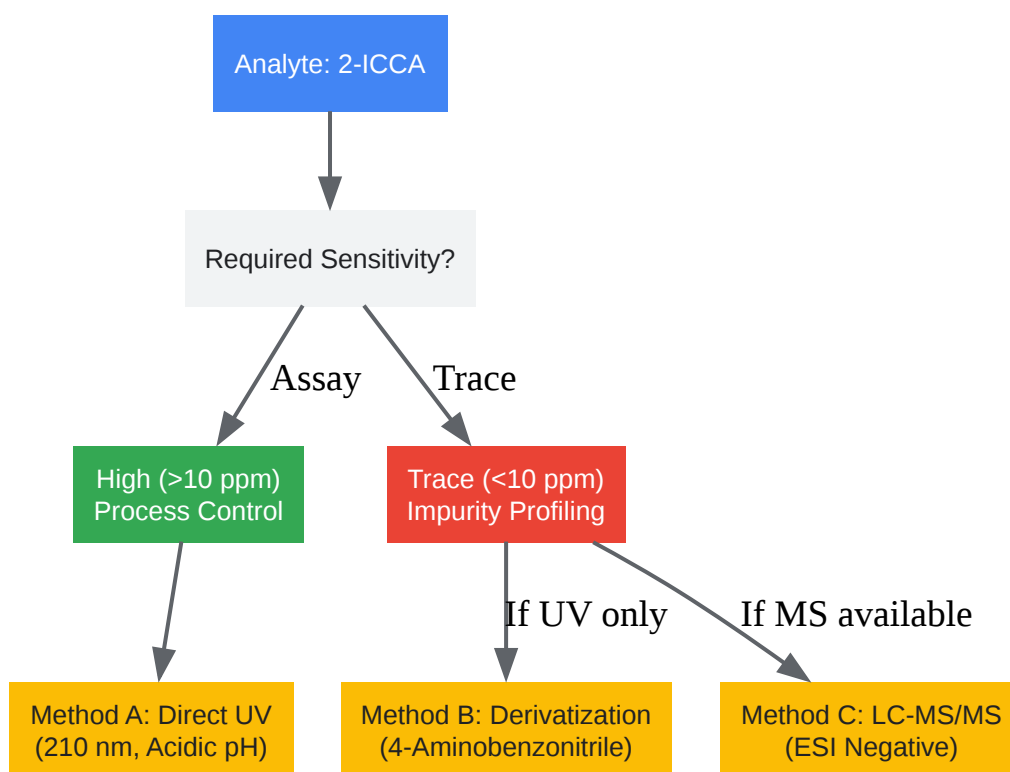 Analyte: 2-ICCA
Required Sensitivity?
Assay
Trace
High (>10 ppm)
Process Control
Trace (<10 ppm)
Impurity Profiling
If UV only
If MS available
Method A: Direct UV
(210 nm, Acidic pH)
Method B: Derivatization
(4-Aminobenzonitrile)
Method C: LC-MS/MS
(ESI Negative)